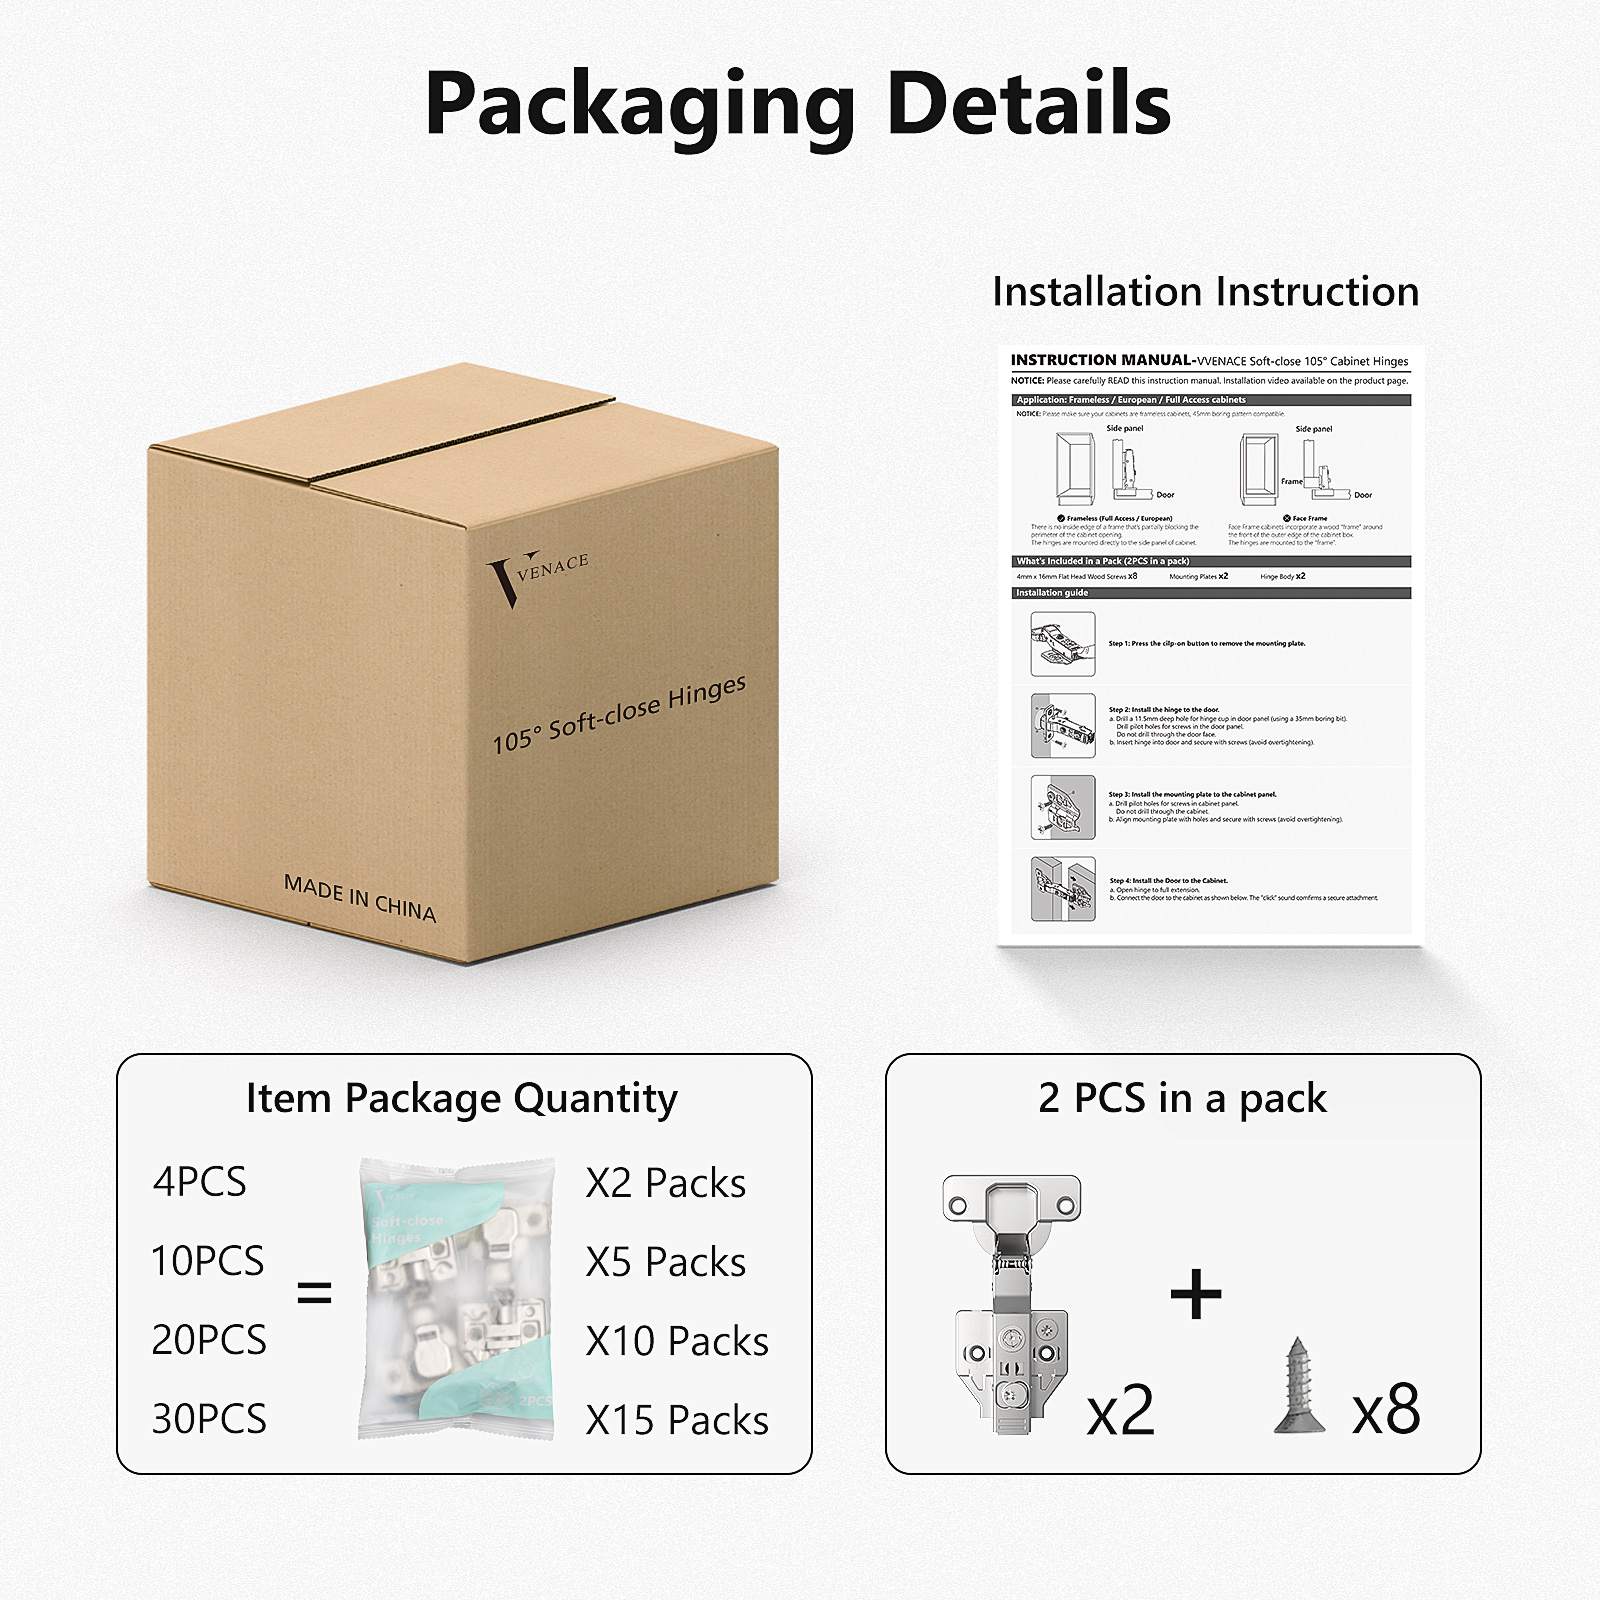 Packaging Details
Installation Instruction
INSTRUCTION MANUAL-VVENACE Soft-close 105° Cabinet Hinges
NOTICE: Please carefully READ this instruction manual. Installation video available on the product page.
Application: Frameless / European / Full Access cabinets
NOTICE: Please make sure your cabinets are frameless cabinets, 45mm boring pattern compatible.
Side panel
Door
Side panel
Frame
Door
Frameless (Full Access / European)
There is no inside edge of a frame that's partially blocking the
perimeter of the cabinet opening.
The hinges are mounted directly to the side panel of cabinet.
Face Frame
Face Frame cabinets incorporate a wood "frame" around
the front of the outer edge of the cabinet box.
The hinges are mounted to the "frame".
What's Included in a Pack (2PCS in a pack)
4mm x 16mm Flat Head Wood Screws x8 Mounting Plates x2 Hinge Body x2
Installation guide
Step 1: Press the cilp-on button to remove the mounting plate.
Step 2: Install the hinge to the door.
a. Drill a 11.5mm deep hole for hinge cup in door panel (using a 35mm boring bit).
Drill pilot holes for screws in the door panel.
Do not drill through the door face.
b. Insert hinge into door and secure with screws (avoid overtightening).
Step 3: Install the mounting plate to the cabinet panel.
a. Drill pilot holes for screws in cabinet panel.
Do not drill through the cabinet.
b. Align mounting plate with holes and secure with screws (avoid overtightening).
Step 4: Install the Door to the Cabinet.
a. Open hinge to full extension.
b. Connect the door to the cabinet as shown below. The "click" sound comfirms a secure attachment.
VVENACE
105° Soft-close Hinges
MADE IN CHINA
Item Package Quantity
4PCS
10PCS
20PCS
30PCS
=
VVENACE
Soft-close
Hinges
2PCS
X2 Packs
X5 Packs
X10 Packs
X15 Packs
2 PCS in a pack
x2
+
x8